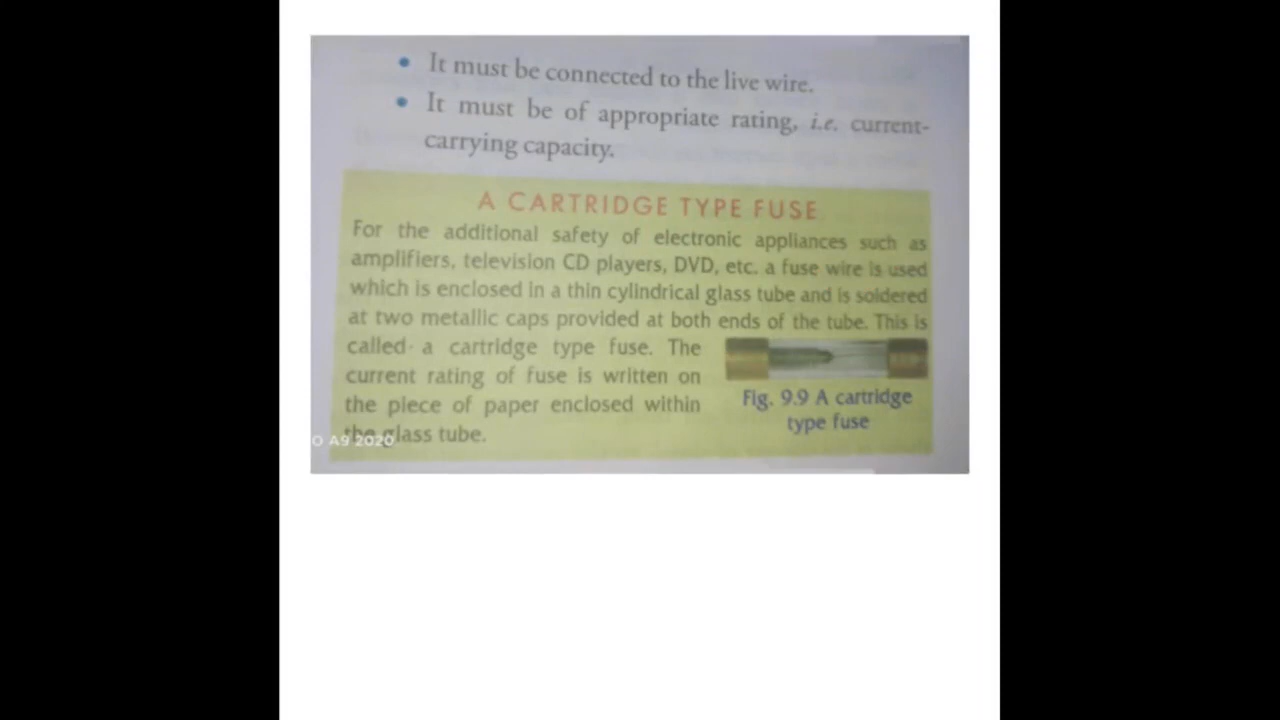 It must be connected to the live wire.
It must be of appropriate rating, i.e. current-
carrying capacity.
A CARTRIDGE TYPE FUSE
For the additional safety of electronic appliances such as
amplifiers, television CD players, DVD, etc. a fuse wire is used
which is enclosed in a thin cylindrical glass tube and is soldered
at two metallic caps provided at both ends of the tube. This is
called a cartridge type fuse. The
current rating of fuse is written on
the piece of paper enclosed within
the glass tube.
Fig. 9.9 A cartridge
type fuse
O A9 2020